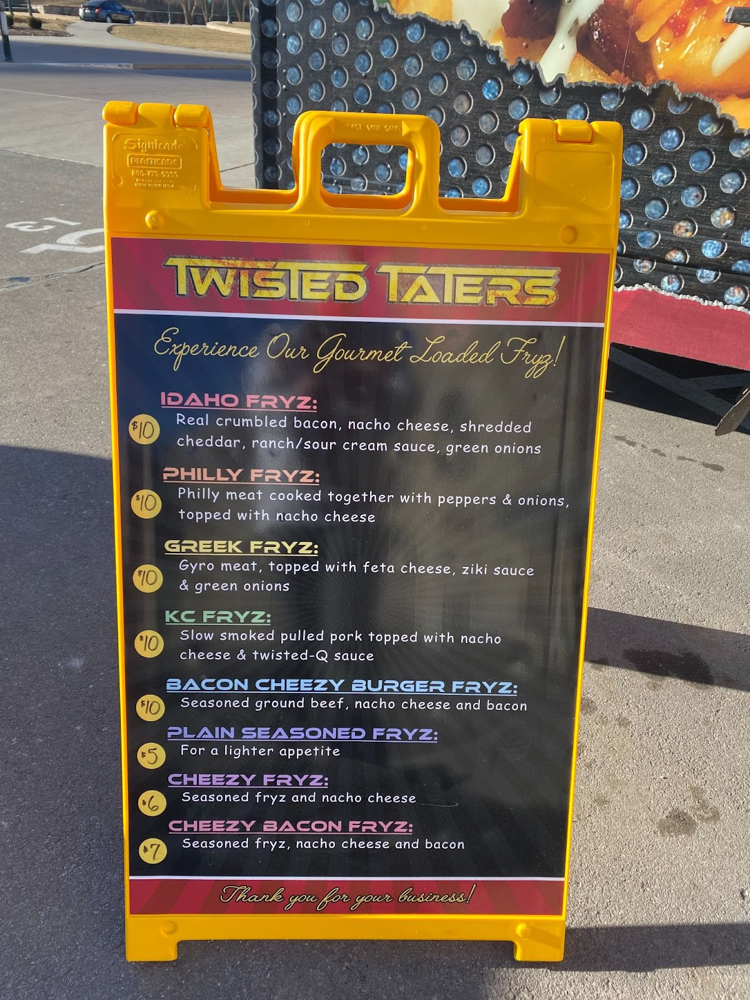 Signicade
PLASTICADE
800-772-0355
MADE IN THE U.S.A.
TWISTED TATERS
Experience Our Gourmet Loaded Fryz!
IDAHO FRYZ:
$10
Real crumbled bacon, nacho cheese, shredded
cheddar, ranch/sour cream sauce, green onions
PHILLY FRYZ:
$10
Philly meat cooked together with peppers & onions,
topped with nacho cheese
GREEK FRYZ:
$10
Gyro meat, topped with feta cheese, ziki sauce
& green onions
KC FRYZ:
$10
Slow smoked pulled pork topped with nacho
cheese & twisted-Q sauce
BACON CHEEZY BURGER FRYZ:
$10
Seasoned ground beef, nacho cheese and bacon
PLAIN SEASONED FRYZ:
$5
For a lighter appetite
CHEEZY FRYZ:
$6
Seasoned fryz and nacho cheese
CHEEZY BACON FRYZ:
$7
Seasoned fryz, nacho cheese and bacon
Thank you for your business!